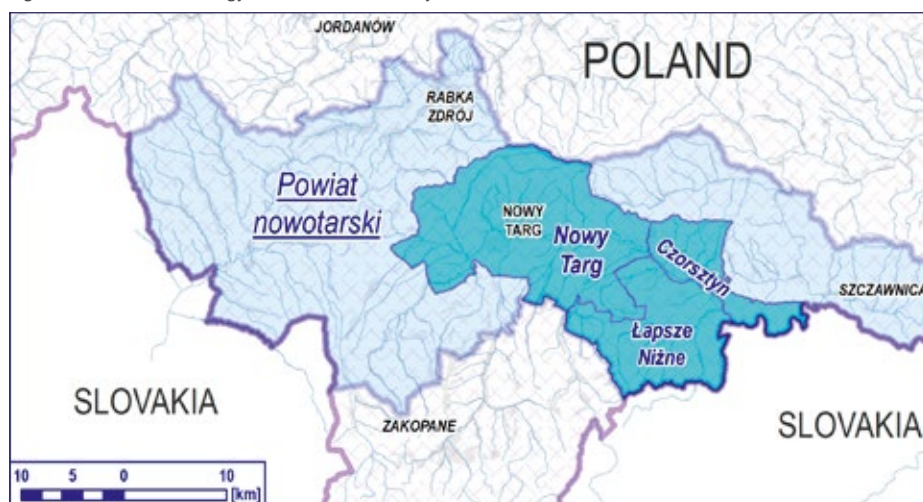 JORDANÓW
POLAND
RABKA
ZDRÓJ
Powiat
nowotarski
NOWY
TARG
Nowy
Targ
Czorsztyn
SZCZAWNICA
Łapsze
Niżne
SLOVAKIA
ZAKOPANE
SLOVAKIA
10 5 0 10
[km]